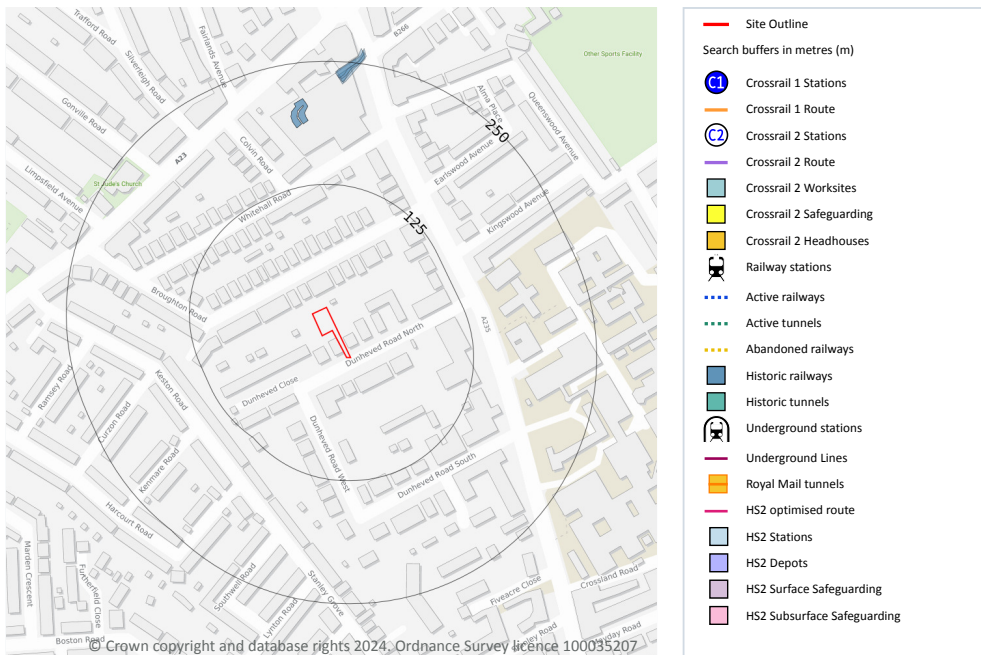 Trafford Road
Silverleigh Road
Fairlands Avenue
B266
Other Sports Facility
Gonville Road
Alma Place
Queenswood Avenue
A23
Colvin Road
250
Limpsfield Avenue
St Jude's Church
Earlswood Avenue
Whitehall Road
Kingswood Avenue
125
Broughton Road
A235
Dunheved Road North
Ramsey Road
Keston Road
Dunheved Close
Curzon Road
Dunheved Road West
Kenmare Road
Dunheved Road South
Harcourt Road
Marden Crescent
Furtherfield Close
Southwell Road
Stanley Grove
Fiveacre Close
Crossland Road
Lynton Road
Boston Road
© Crown copyright and database rights 2024. Ordnance Survey licence 100035207
Site Outline
Search buffers in metres (m)
C1 Crossrail 1 Stations
Crossrail 1 Route
C2 Crossrail 2 Stations
Crossrail 2 Route
Crossrail 2 Worksites
Crossrail 2 Safeguarding
Crossrail 2 Headhouses
Railway stations
Active railways
Active tunnels
Abandoned railways
Historic railways
Historic tunnels
Underground stations
Underground Lines
Royal Mail tunnels
HS2 optimised route
HS2 Stations
HS2 Depots
HS2 Surface Safeguarding
HS2 Subsurface Safeguarding